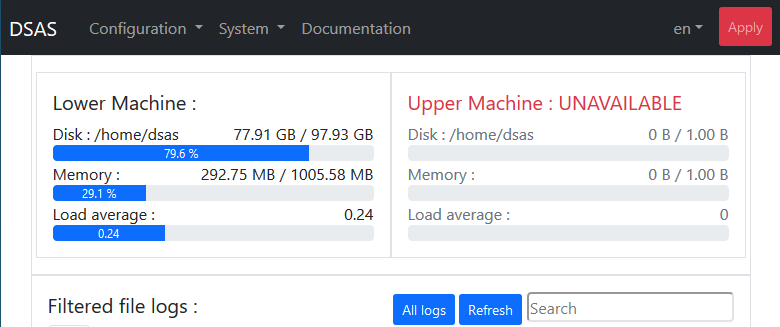 DSAS Configuration System Documentation en Apply
Lower Machine :
Disk : /home/dsas 77.91 GB / 97.93 GB
79.6 %
Memory : 292.75 MB / 1005.58 MB
29.1 %
Load average : 0.24
0.24
Upper Machine : UNAVAILABLE
Disk : /home/dsas 0 B / 1.00 B
Memory : 0 B / 1.00 B
Load average : 0
Filtered file logs : All logs Refresh Search